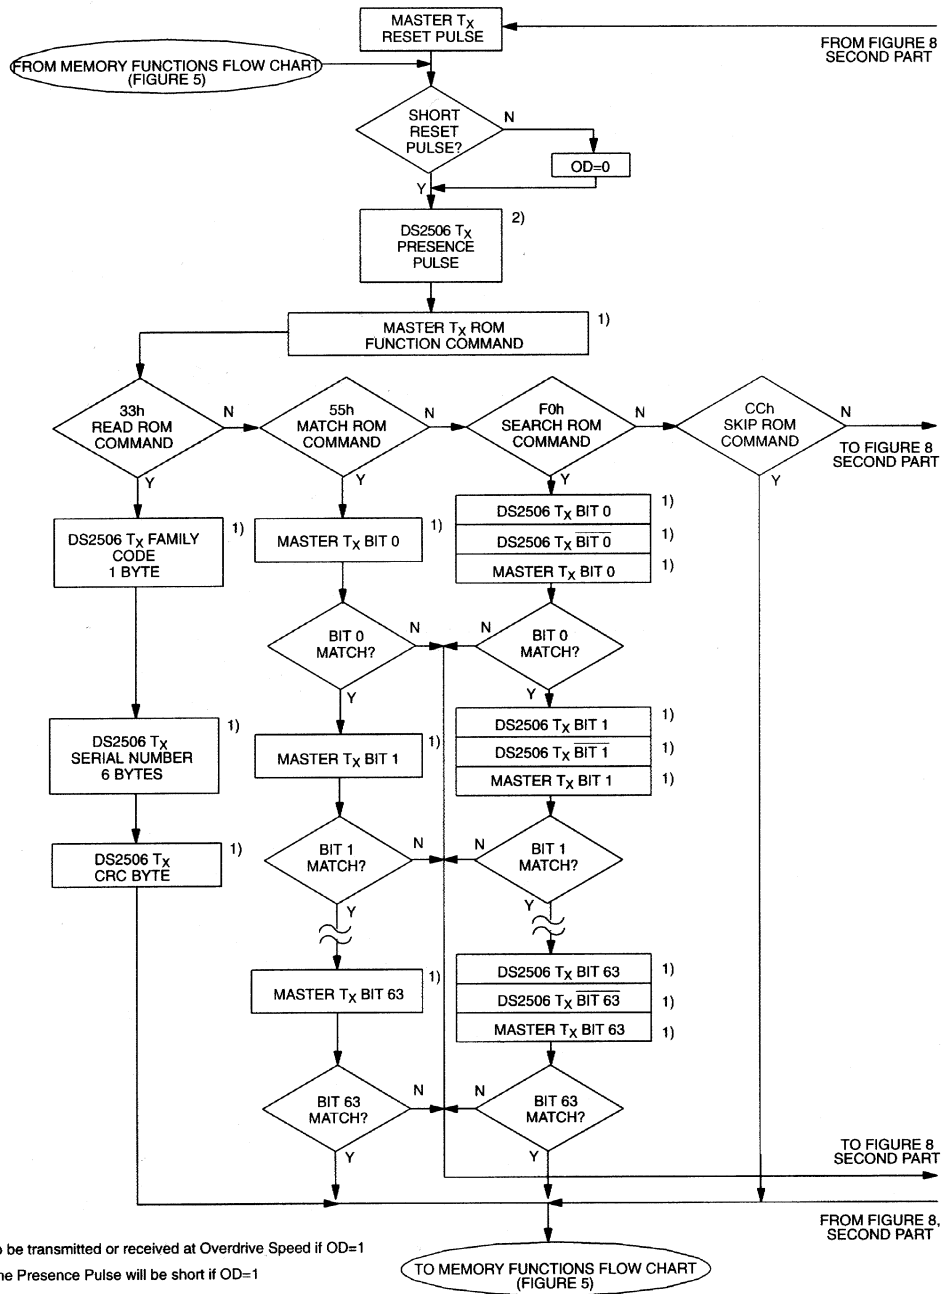 MASTER TX
RESET PULSE
FROM FIGURE 8
SECOND PART
FROM MEMORY FUNCTIONS FLOW CHART
(FIGURE 5)
SHORT
RESET
PULSE?
N
OD=0
Y
DS2506 TX
PRESENCE
PULSE
2)
MASTER TX ROM
FUNCTION COMMAND
1)
33h
READ ROM
COMMAND
N
Y
55h
MATCH ROM
COMMAND
N
Y
F0h
SEARCH ROM
COMMAND
N
Y
CCh
SKIP ROM
COMMAND
N
Y
TO FIGURE 8
SECOND PART
DS2506 TX FAMILY
CODE
1 BYTE
1)
DS2506 TX
SERIAL NUMBER
6 BYTES
1)
DS2506 TX
CRC BYTE
1)
MASTER TX BIT 0
1)
BIT 0
MATCH?
N
Y
MASTER TX BIT 1
1)
BIT 1
MATCH?
N
Y
MASTER TX BIT 63
1)
BIT 63
MATCH?
N
Y
DS2506 TX BIT 0
1)
DS2506 TX B̅I̅T̅ ̅0̅
1)
MASTER TX BIT 0
1)
N
BIT 0
MATCH?
Y
DS2506 TX BIT 1
1)
DS2506 TX B̅I̅T̅ ̅1̅
1)
MASTER TX BIT 1
1)
N
BIT 1
MATCH?
Y
DS2506 TX BIT 63
1)
DS2506 TX B̅I̅T̅ ̅6̅3̅
1)
MASTER TX BIT 63
1)
N
BIT 63
MATCH?
Y
TO FIGURE 8
SECOND PART
FROM FIGURE 8,
SECOND PART
o be transmitted or received at Overdrive Speed if OD=1
ne Presence Pulse will be short if OD=1
TO MEMORY FUNCTIONS FLOW CHART
(FIGURE 5)